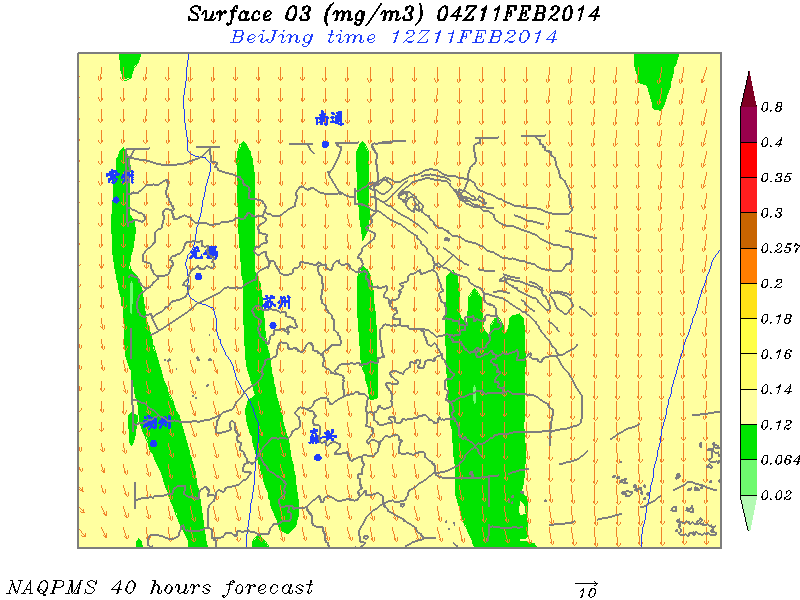 Surface O3 (mg/m3) 04Z11FEB2014
BeiJing time 12Z11FEB2014
南通
常州
无锡
苏州
湖州
嘉兴
0.8
0.4
0.35
0.3
0.257
0.2
0.18
0.16
0.14
0.12
0.064
0.02
NAQPMS 40 hours forecast
10